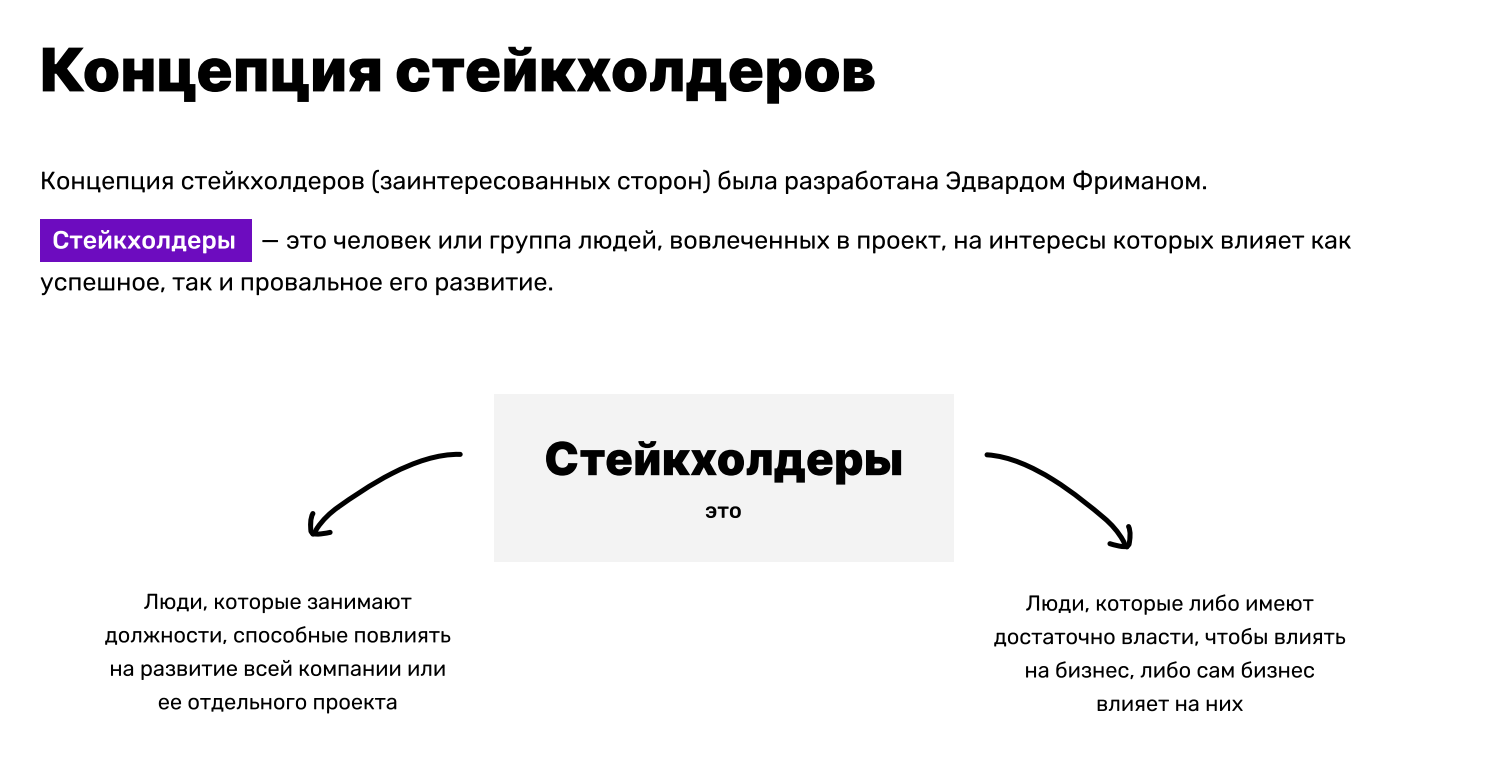 Концепция стейкхолдеров
Концепция стейкхолдеров (заинтересованных сторон) была разработана Эдвардом Фриманом.
Стейкхолдеры — это человек или группа людей, вовлеченных в проект, на интересы которых влияет как
успешное, так и провальное его развитие.
Стейкхолдеры
это
Люди, которые занимают
должности, способные повлиять
на развитие всей компании или
ее отдельного проекта
Люди, которые либо имеют
достаточно власти, чтобы влиять
на бизнес, либо сам бизнес
влияет на них